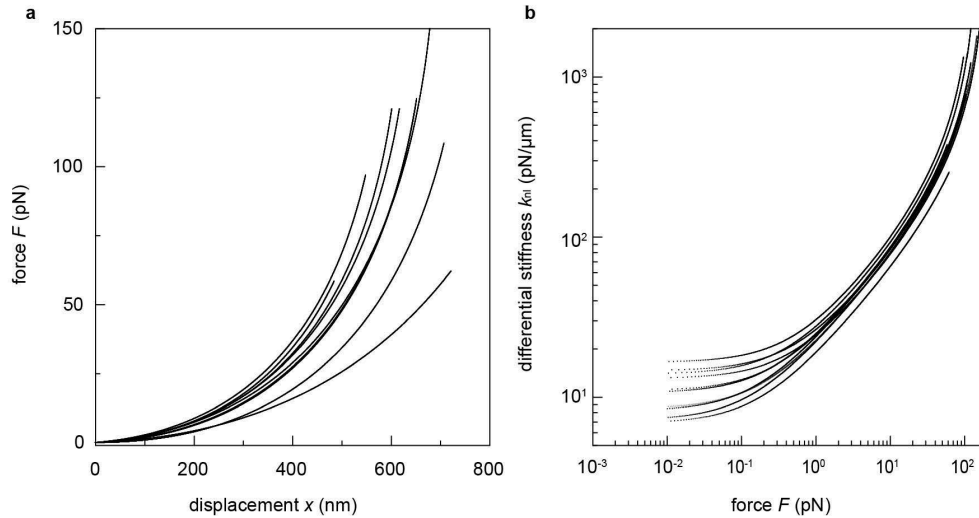 a
150
100
50
0
force F (pN)
0 200 400 600 800
displacement x (nm)
b
10³
10²
10¹
differential stiffness kₙₗ (pN/µm)
10⁻³ 10⁻² 10⁻¹ 10⁰ 10¹ 10²
force F (pN)